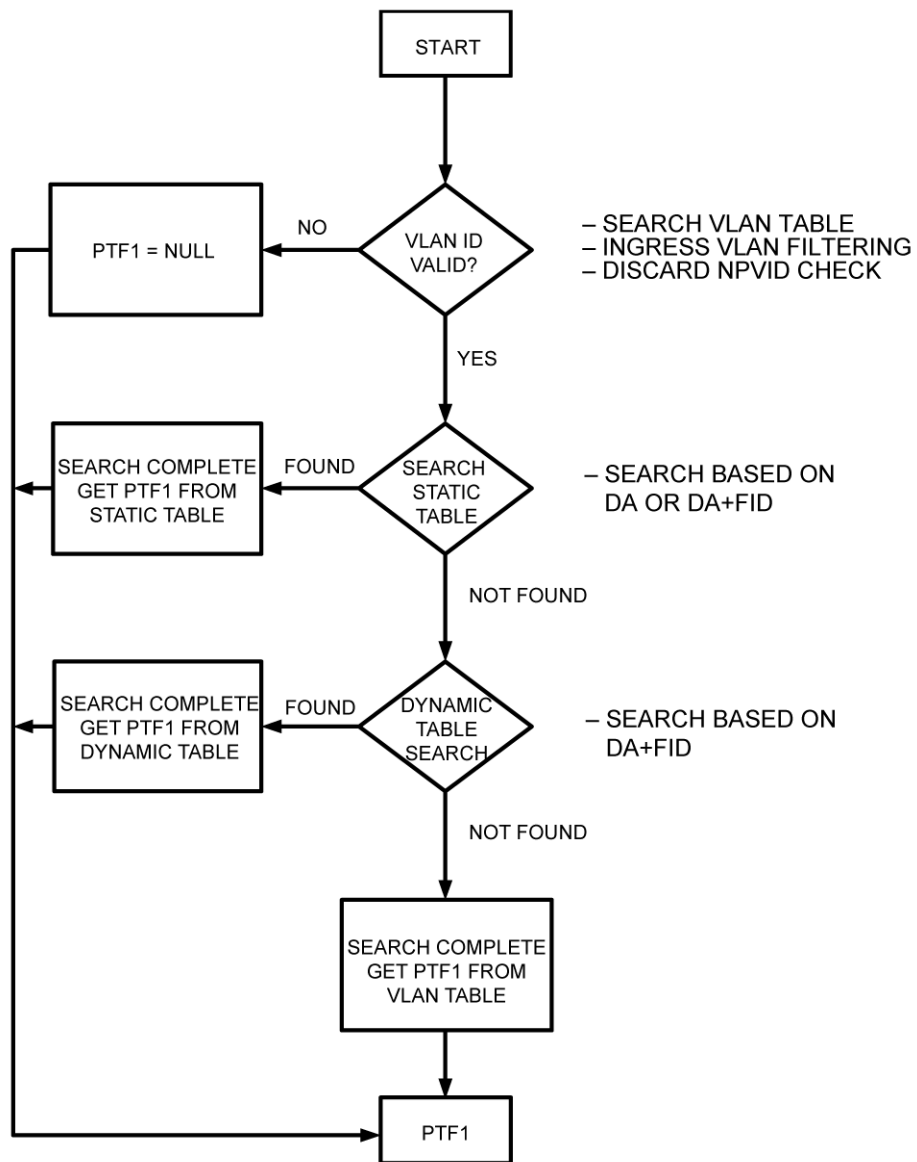 START
NO
VLAN ID
VALID?
PTF1 = NULL
– SEARCH VLAN TABLE
– INGRESS VLAN FILTERING
– DISCARD NPVID CHECK
YES
SEARCH COMPLETE
GET PTF1 FROM
STATIC TABLE
FOUND
SEARCH
STATIC
TABLE
– SEARCH BASED ON
DA OR DA+FID
NOT FOUND
SEARCH COMPLETE
GET PTF1 FROM
DYNAMIC TABLE
FOUND
DYNAMIC
TABLE
SEARCH
– SEARCH BASED ON
DA+FID
NOT FOUND
SEARCH COMPLETE
GET PTF1 FROM
VLAN TABLE
PTF1